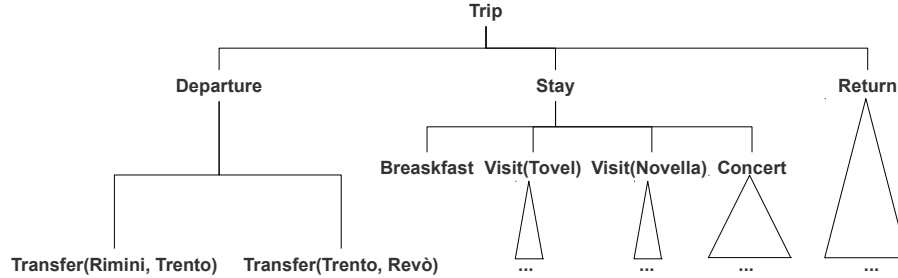 Trip
Departure Stay Return
Breaskfast Visit(Tovel) Visit(Novella) Concert
Transfer(Rimini, Trento) Transfer(Trento, Revò) ... ... ... ...